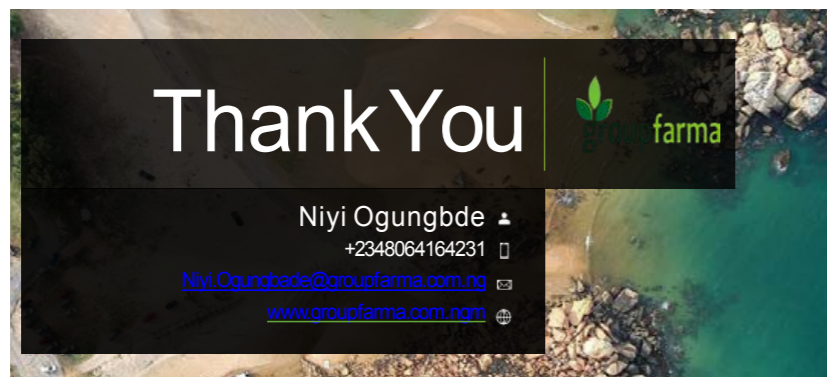 Thank You
groupfarma
Niyi Ogungbde
+2348064164231
Niyi.Ogungbade@groupfarma.com.ng
www.groupfarma.com.ngm